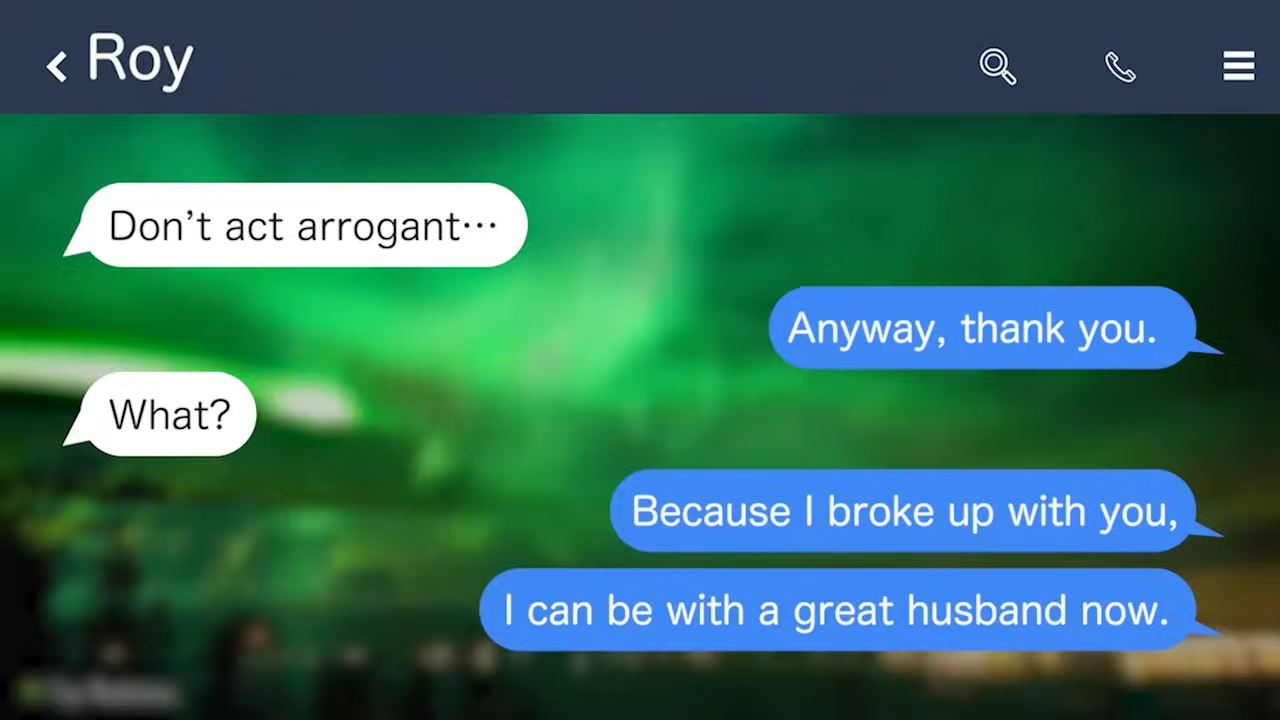 Roy
Don’t act arrogant…
Anyway, thank you.
What?
Because I broke up with you,
I can be with a great husband now.